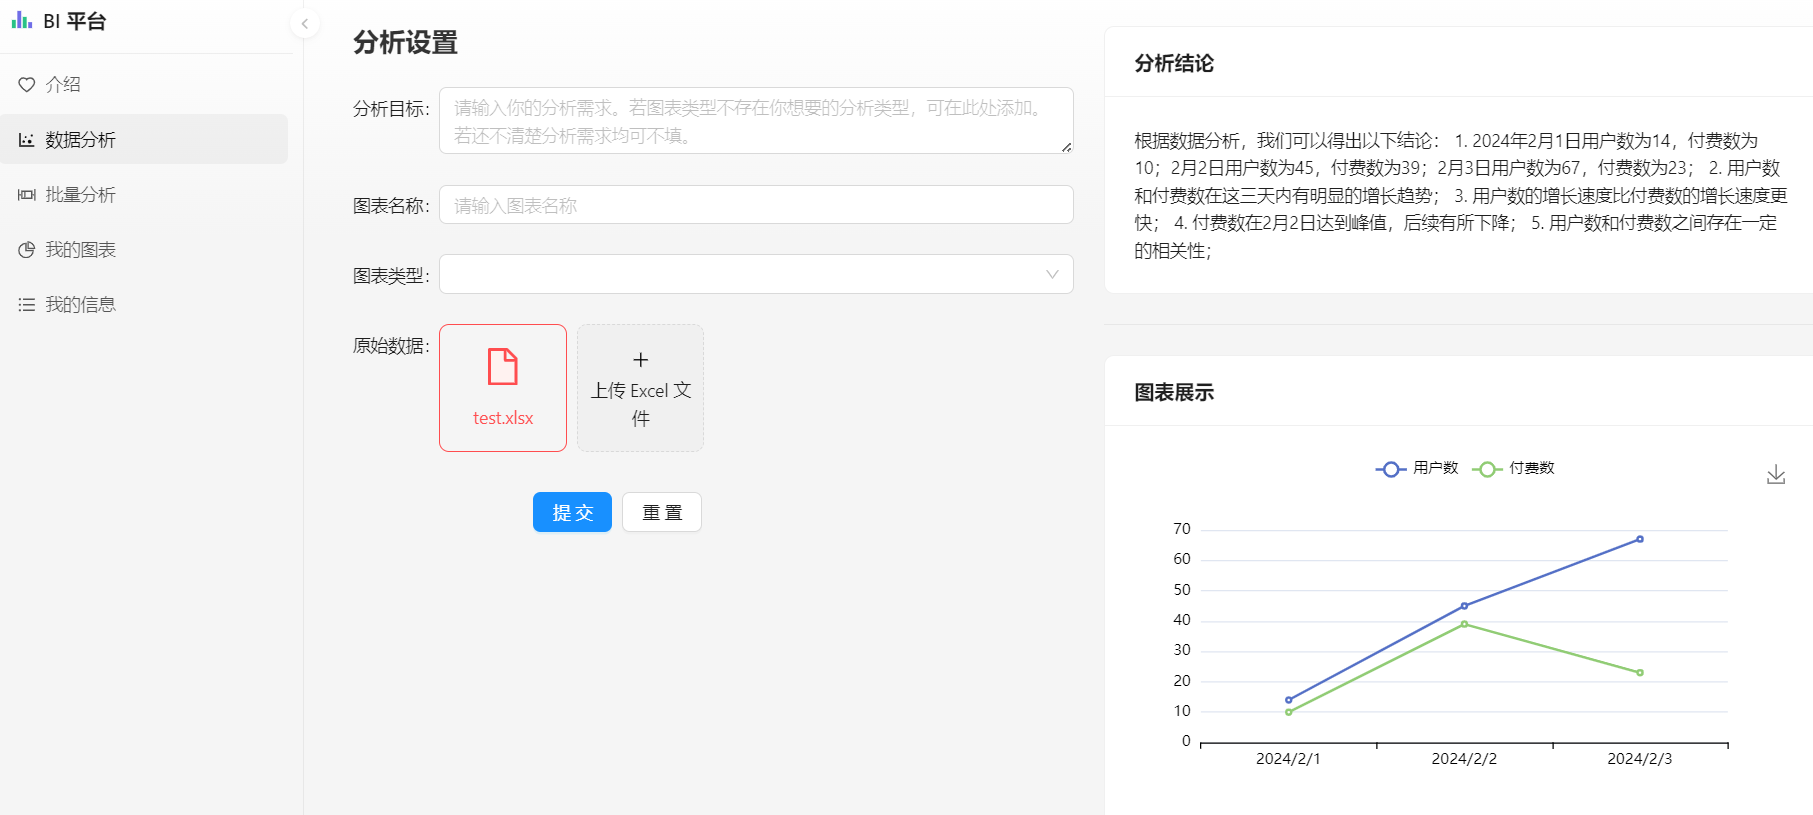 BI 平台
介绍
数据分析
批量分析
我的图表
我的信息
分析设置
分析目标:
请输入你的分析需求。若图表类型不存在你想要的分析类型，可在此处添加。
若还不清楚分析需求均可不填。
图表名称:
请输入图表名称
图表类型:
原始数据:
test.xlsx
上传 Excel 文
件
提 交
重 置
分析结论
根据数据分析，我们可以得出以下结论： 1. 2024年2月1日用户数为14，付费数为
10；2月2日用户数为45，付费数为39；2月3日用户数为67，付费数为23； 2. 用户数
和付费数在这三天内有明显的增长趋势； 3. 用户数的增长速度比付费数的增长速度更
快； 4. 付费数在2月2日达到峰值，后续有所下降； 5. 用户数和付费数之间存在一定
的相关性；
图表展示
用户数 付费数
70
60
50
40
30
20
10
0
2024/2/1 2024/2/2 2024/2/3